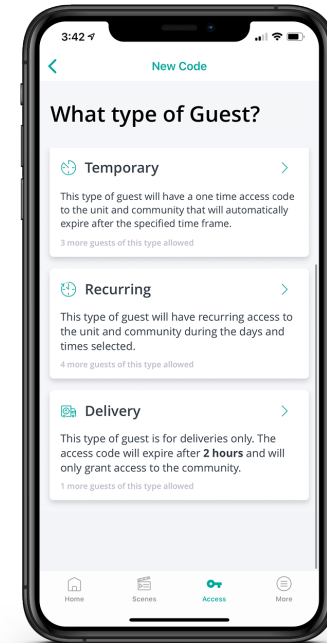 3:42
New Code
What type of Guest?
Temporary
This type of guest will have a one time access code
to the unit and community that will automatically
expire after the specified time frame.
3 more guests of this type allowed
Recurring
This type of guest will have recurring access to
the unit and community during the days and
times selected.
4 more guests of this type allowed
Delivery
This type of guest is for deliveries only. The
access code will expire after 2 hours and will
only grant access to the community.
1 more guests of this type allowed
Home Scenes Access More